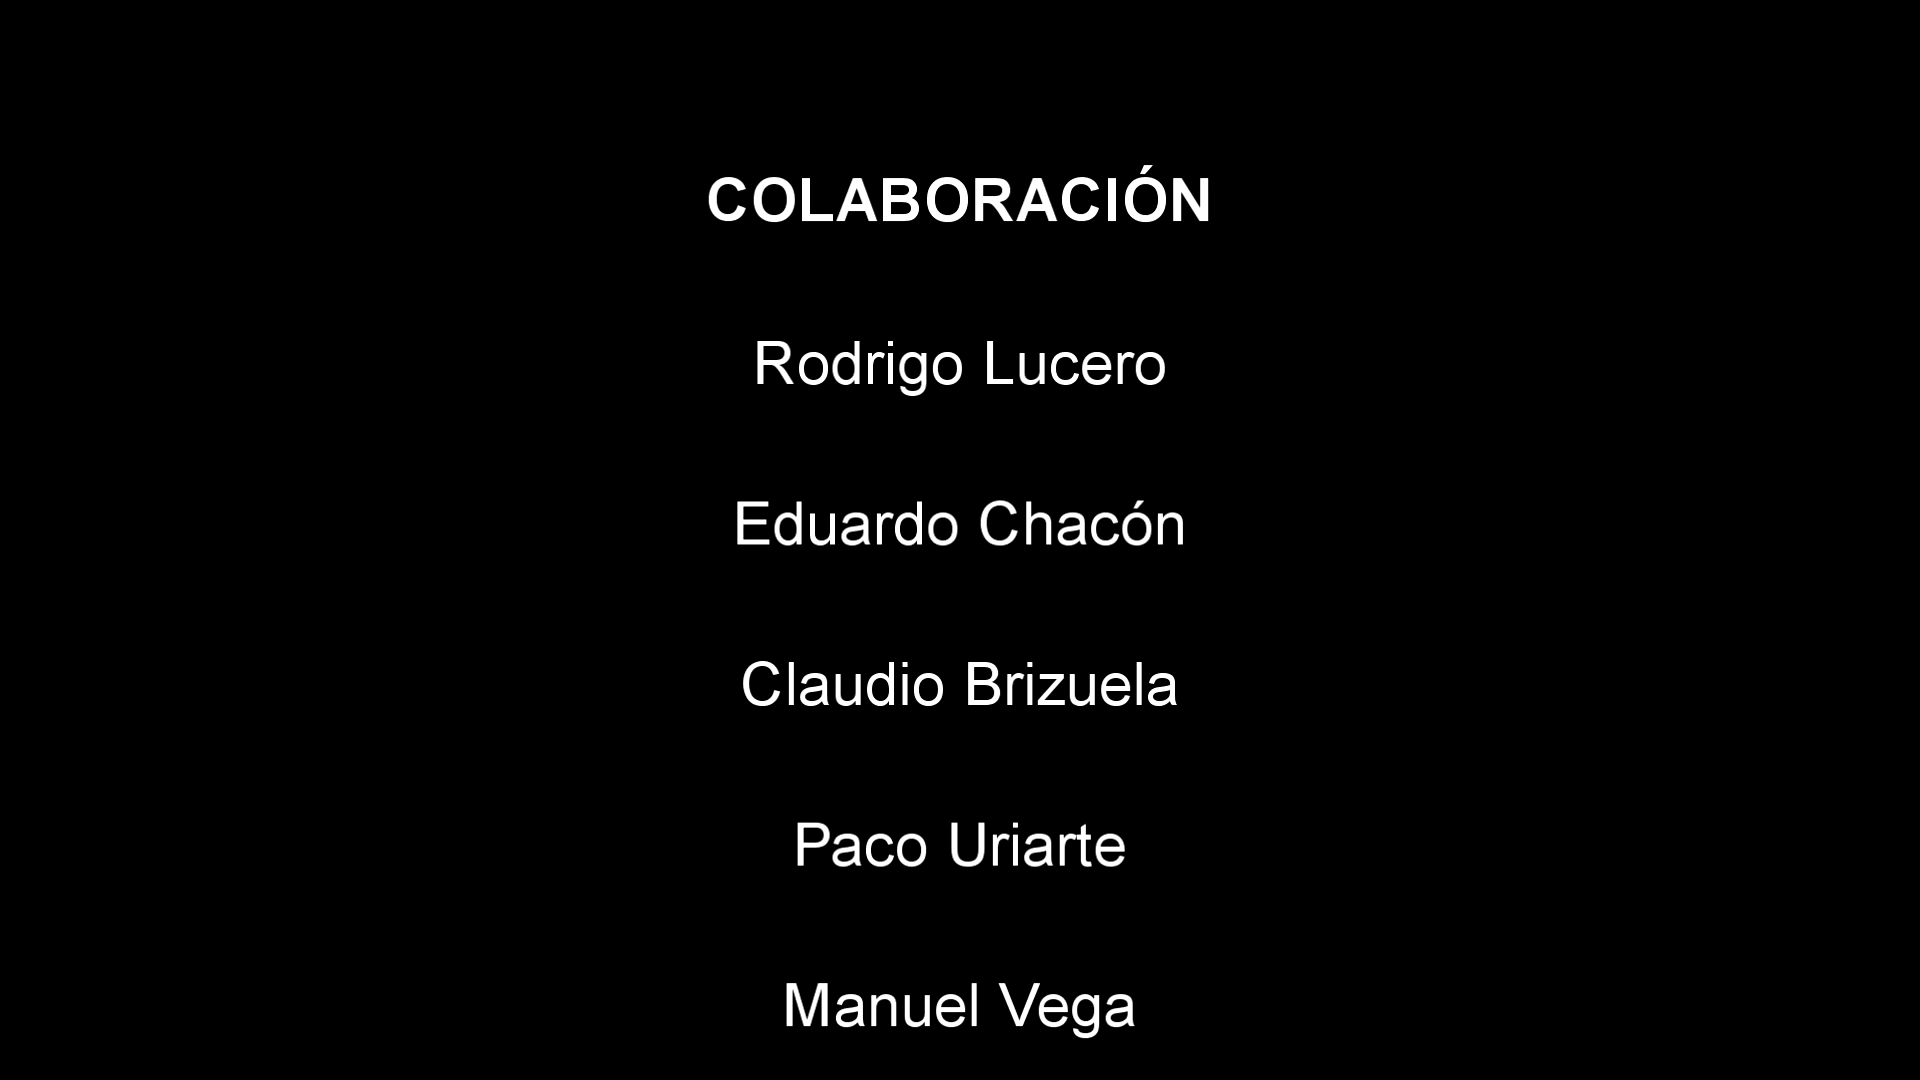 COLABORACIÓN
Rodrigo Lucero
Eduardo Chacón
Claudio Brizuela
Paco Uriarte
Manuel Vega